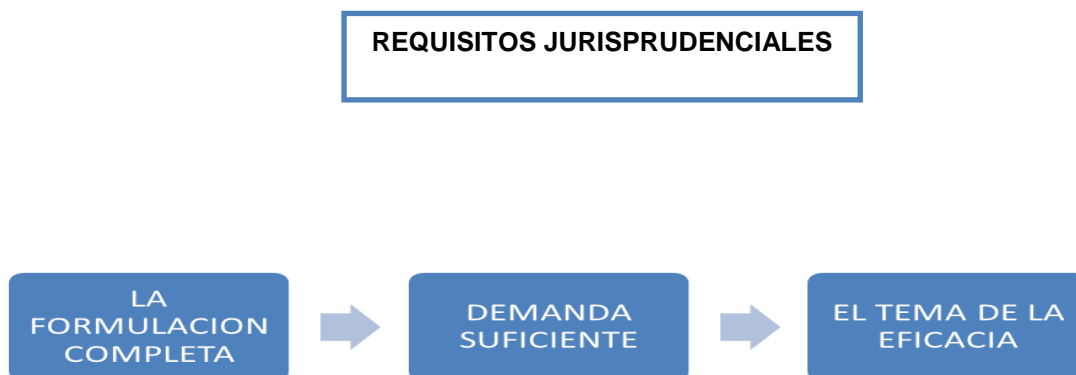 REQUISITOS JURISPRUDENCIALES
LA
FORMULACION
COMPLETA
DEMANDA
SUFICIENTE
EL TEMA DE LA
EFICACIA